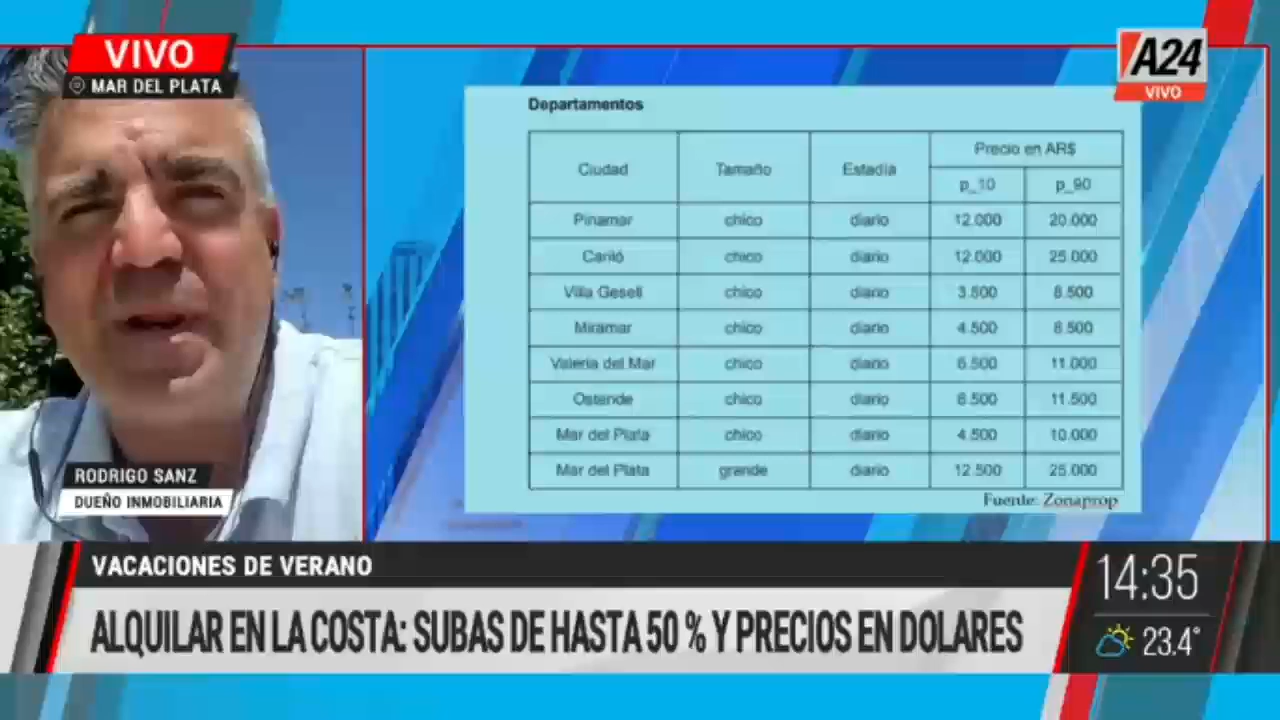 VIVO
MAR DEL PLATA
A24
VIVO
Departamentos
Ciudad Tamaño Estadía Precio en AR$
p_10 p_90
Pinamar chico diario 12.000 20.000
Cariló chico diario 12.000 25.000
Villa Gesell chico diario 3.800 8.500
Miramar chico diario 4.500 8.500
Valeria del Mar chico diario 6.500 11.000
Ostende chico diario 8.500 11.500
Mar del Plata chico diario 4.500 10.000
Mar del Plata grande diario 12.500 25.000
Fuente: Zonaprop
RODRIGO SANZ
DUEÑO INMOBILIARIA
VACACIONES DE VERANO
ALQUILAR EN LA COSTA: SUBAS DE HASTA 50 % Y PRECIOS EN DOLARES
14:35
23.4°